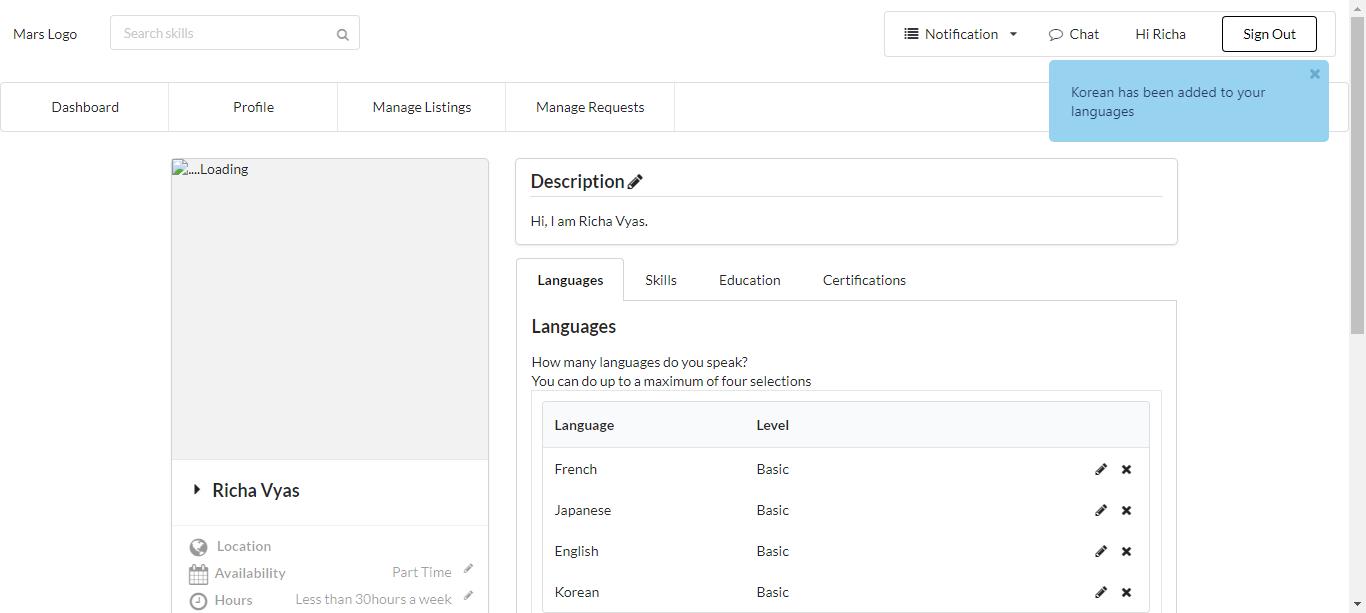 Mars Logo
Search skills
Notification
Chat
Hi Richa
Sign Out
Korean has been added to your
languages
Dashboard
Profile
Manage Listings
Manage Requests
....Loading
Description
Hi, I am Richa Vyas.
Languages
Skills
Education
Certifications
Languages
How many languages do you speak?
You can do up to a maximum of four selections
Language Level
French Basic
Japanese Basic
English Basic
Korean Basic
Richa Vyas
Location
Availability Part Time
Hours Less than 30hours a week